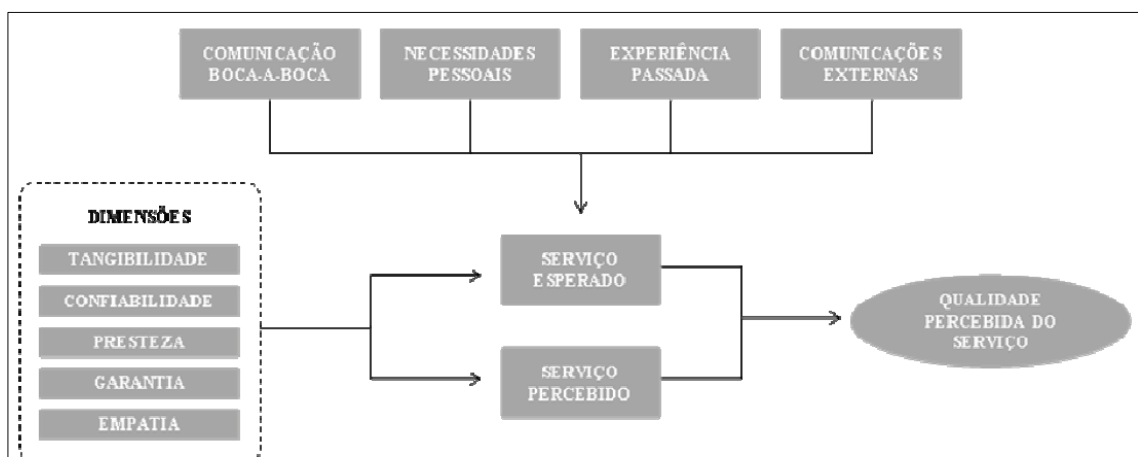 COMUNICAÇÃO
BOCA-A-BOCA
NECESSIDADES
PESSOAIS
EXPERIÊNCIA
PASSADA
COMUNICAÇÕES
EXTERNAS
DIMENSÕES
TANGIBILIDADE
CONFIABILIDADE
PRESTEZA
GARANTIA
EMPATIA
SERVIÇO
ESPERADO
SERVIÇO
PERCEBIDO
QUALIDADE
PERCEBIDA DO
SERVIÇO